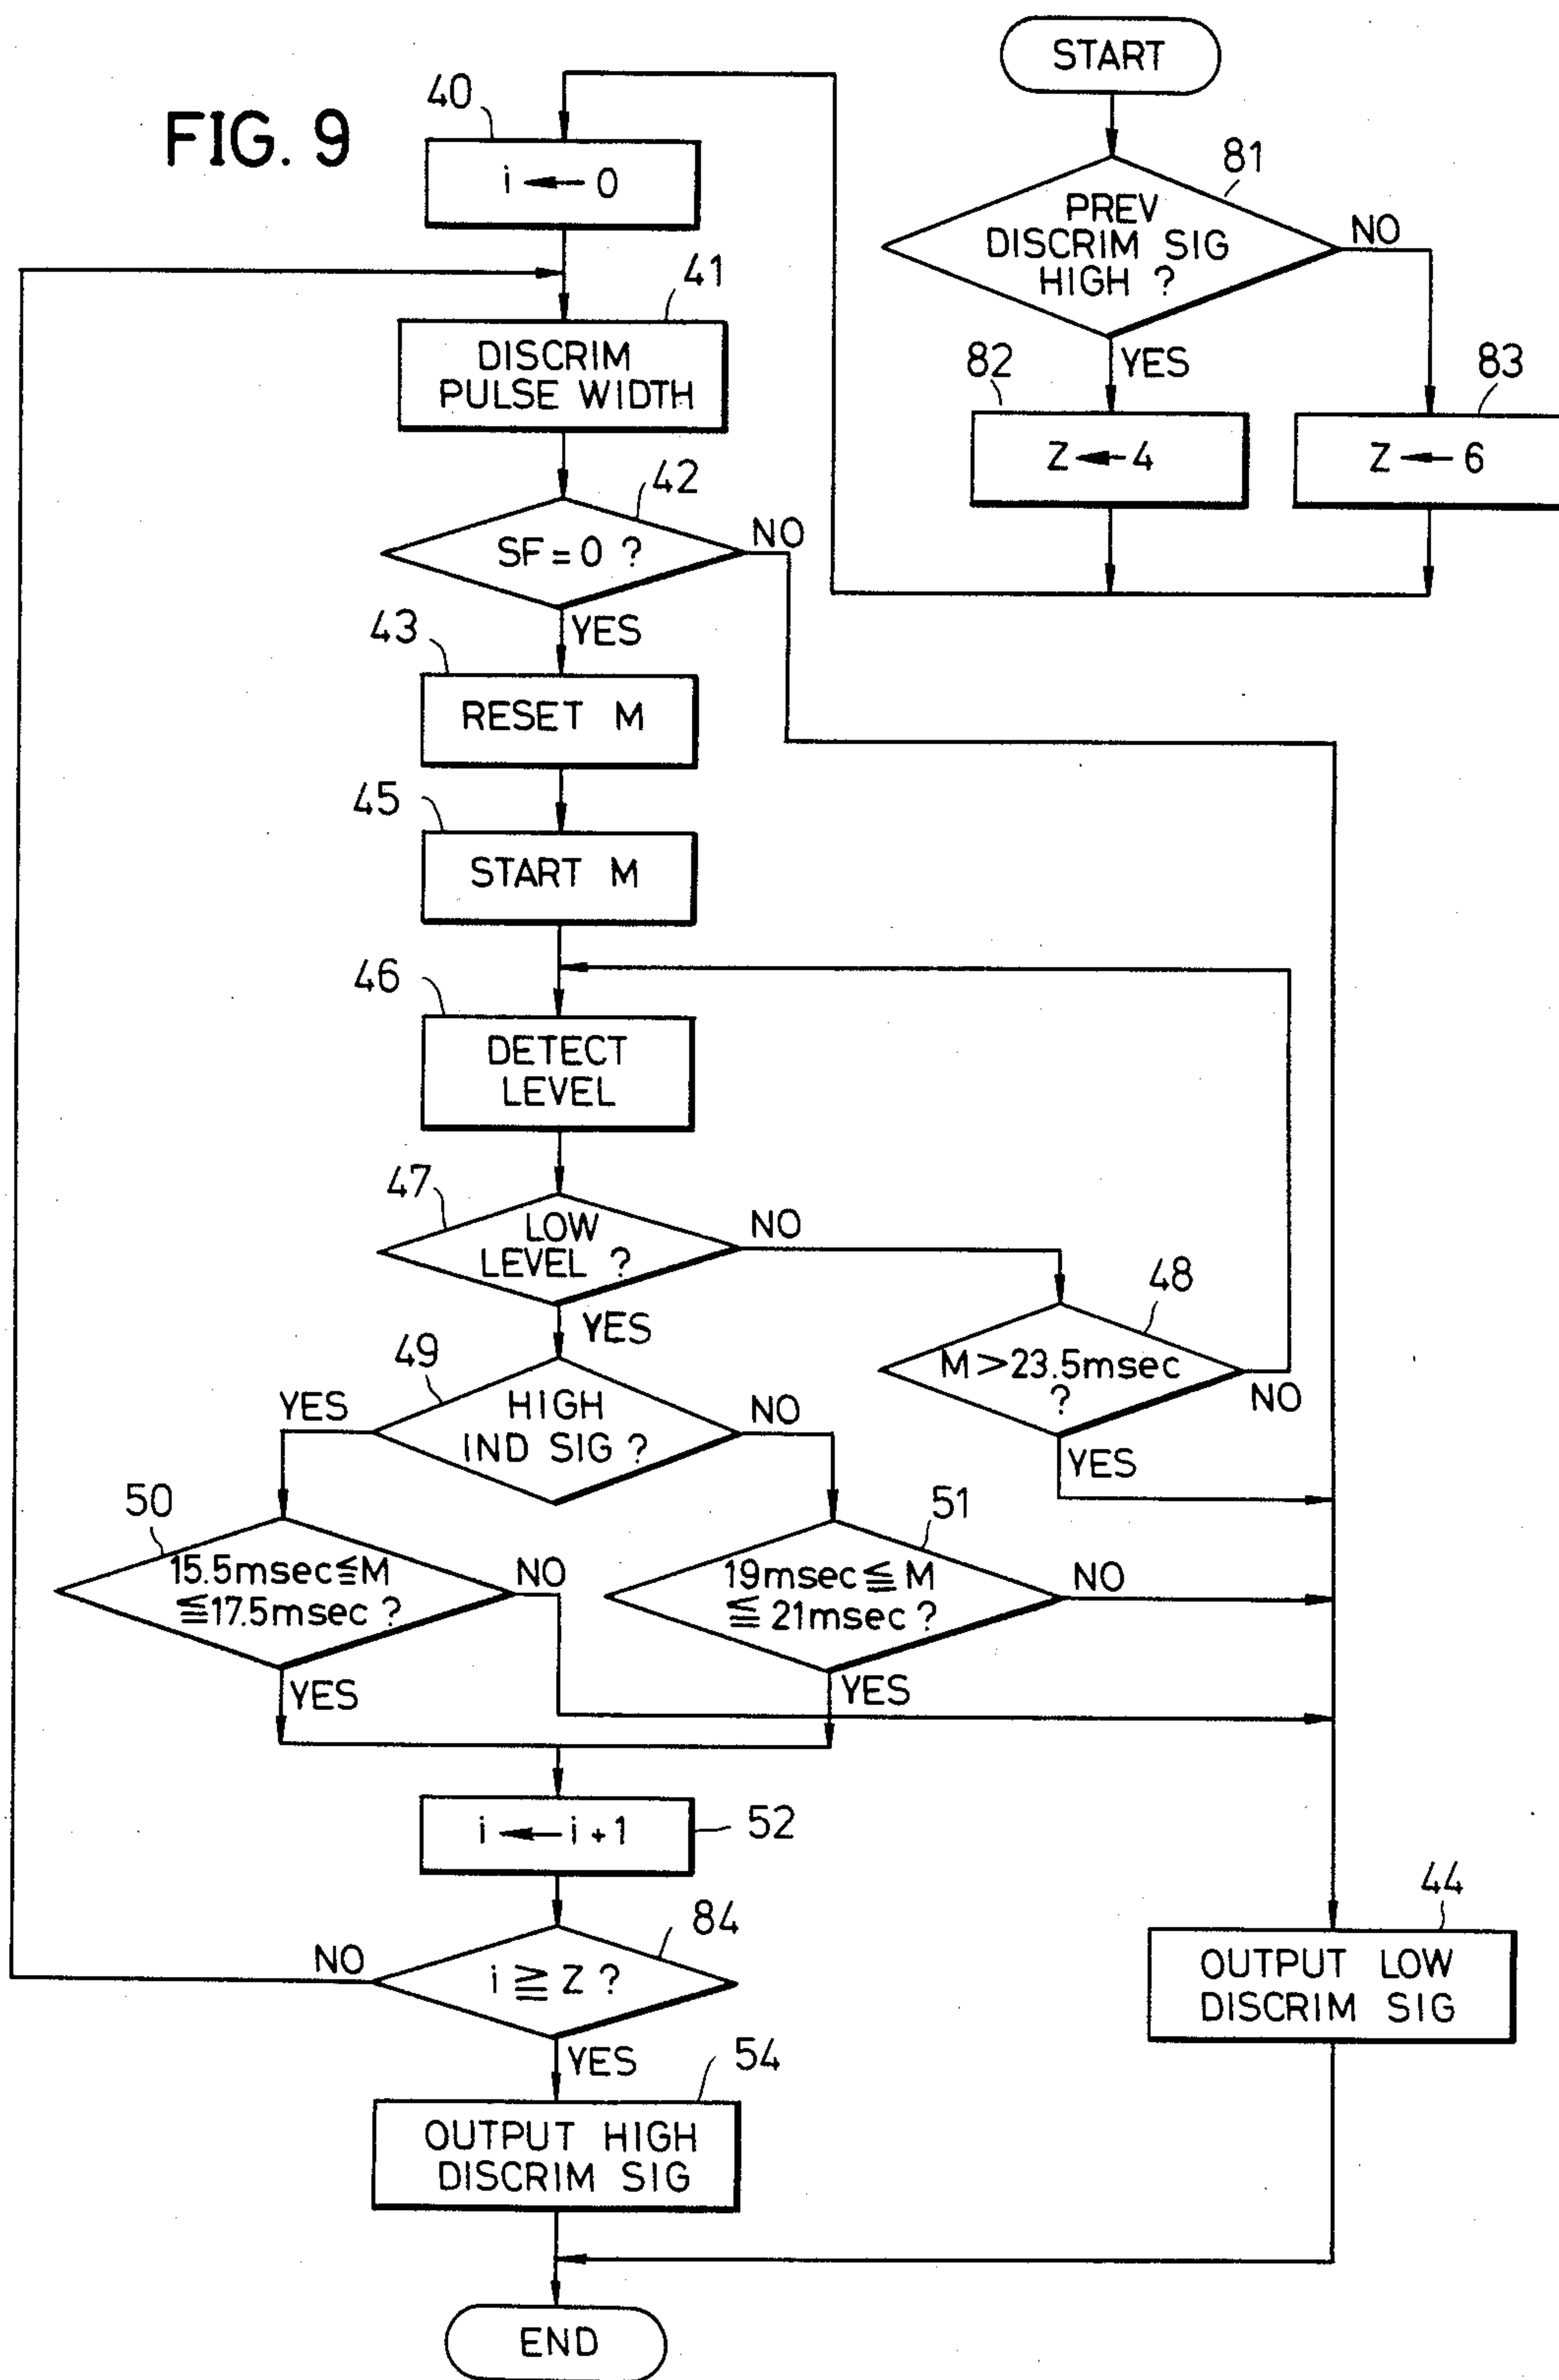 FIG. 9
START
81
PREV
DISCRIM SIG
HIGH ?
NO
YES
82
Z ← 4
83
Z ← 6
40
i ← 0
41
DISCRIM
PULSE WIDTH
42
SF = 0 ?
NO
YES
43
RESET M
45
START M
46
DETECT
LEVEL
47
LOW
LEVEL ?
NO
YES
48
M > 23.5msec
?
NO
YES
49
HIGH
IND SIG ?
YES
NO
50
15.5msec ≦ M
≦ 17.5msec ?
NO
YES
51
19msec ≦ M
≦ 21msec ?
NO
YES
i ← i + 1
52
84
i ≧ Z ?
NO
YES
44
OUTPUT LOW
DISCRIM SIG
54
OUTPUT HIGH
DISCRIM SIG
END